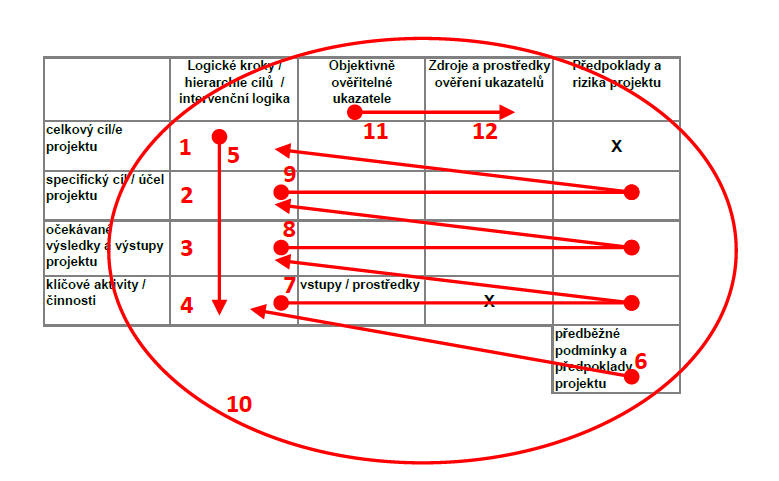 Logické kroky /
hierarchie cílů /
intervenční logika
Objektivně
ověřitelné
ukazatele
Zdroje a prostředky
ověření ukazatelů
Předpoklady a
rizika projektu
11
12
celkový cíl/e
projektu
1
5
X
9
specifický cíl / účel
projektu
2
8
očekávané
výsledky a výstupy
projektu
3
7
klíčové aktivity /
činnosti
4
vstupy / prostředky
X
předběžné
podmínky a
předpoklady
projektu
6
10